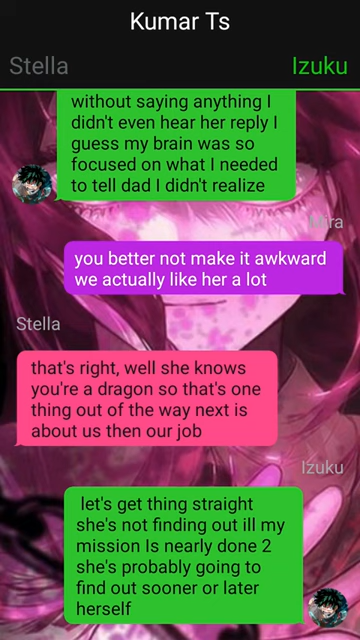 Kumar Ts
Stella
Izuku
without saying anything I
didn't even hear her reply I
guess my brain was so
focused on what I needed
to tell dad I didn't realize
Mira
you better not make it awkward
we actually like her a lot
Stella
that's right, well she knows
you're a dragon so that's one
thing out of the way next is
about us then our job
Izuku
let's get thing straight
she's not finding out ill my
mission Is nearly done 2
she's probably going to
find out sooner or later
herself